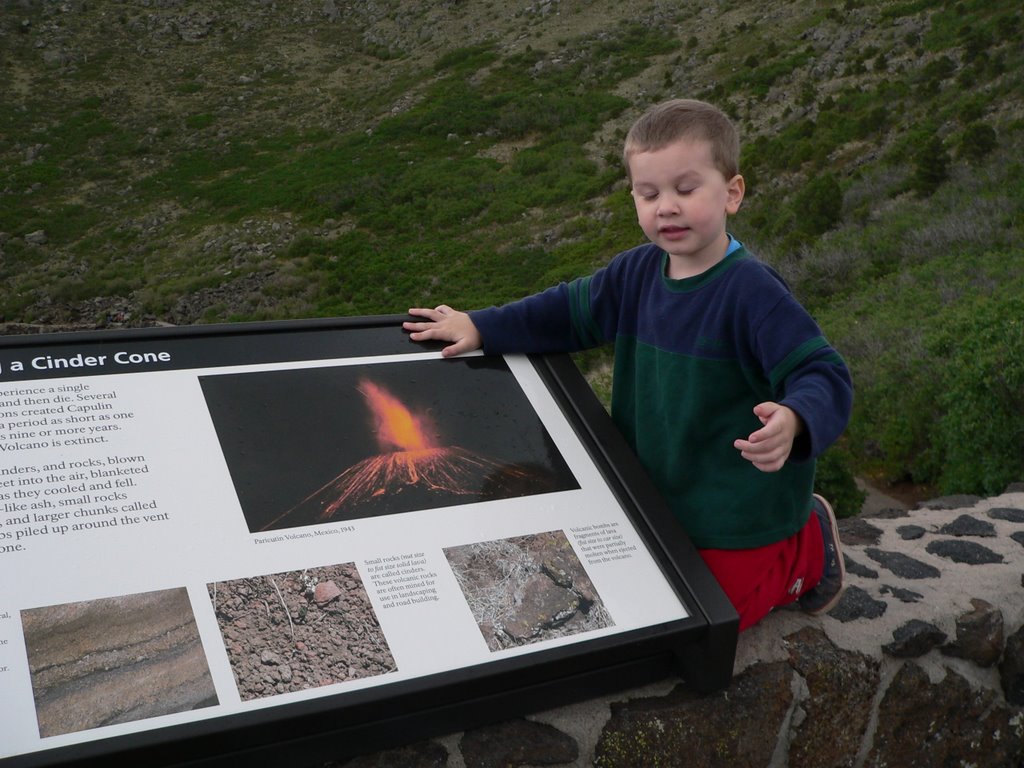 a Cinder Cone
perience a single
and then die. Several
ons created Capulin
a period as short as one
s nine or more years.
Volcano is extinct.
nders, and rocks, blown
eet into the air, blanketed
as they cooled and fell.
-like ash, small rocks
, and larger chunks called
bs piled up around the vent
one.
Paricutin Volcano, Mexico, 1943
Small rocks (nut size
to fist size solid lava)
are called cinders.
These volcanic rocks
are often mined for
use in landscaping
and road building.
Volcanic bombs are
fragments of lava
(fist size to car size)
that were partially
molten when ejected
from the volcano.